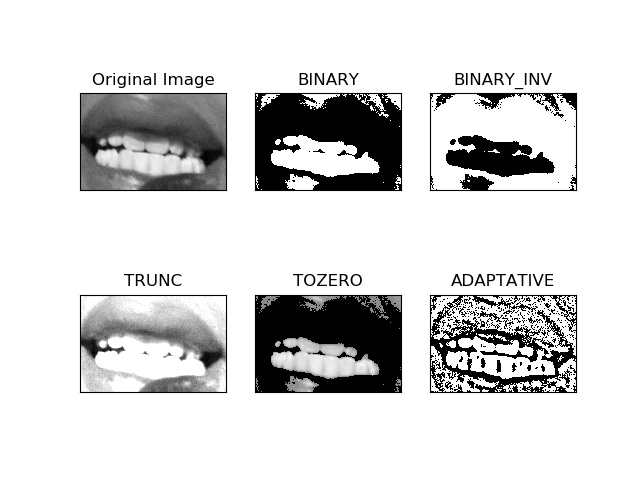 Original Image
BINARY
BINARY_INV
TRUNC
TOZERO
ADAPTATIVE